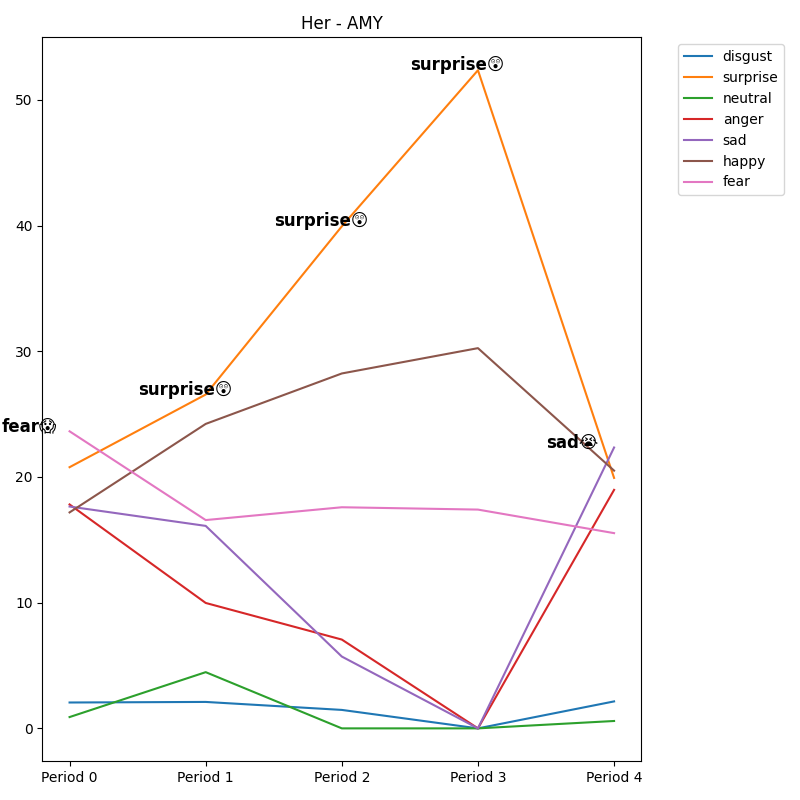 Her - AMY
disgust
surprise
neutral
anger
sad
happy
fear
50
40
30
20
10
0
surprise😲
surprise😲
surprise😲
fear😱
sad😭
Period 0
Period 1
Period 2
Period 3
Period 4